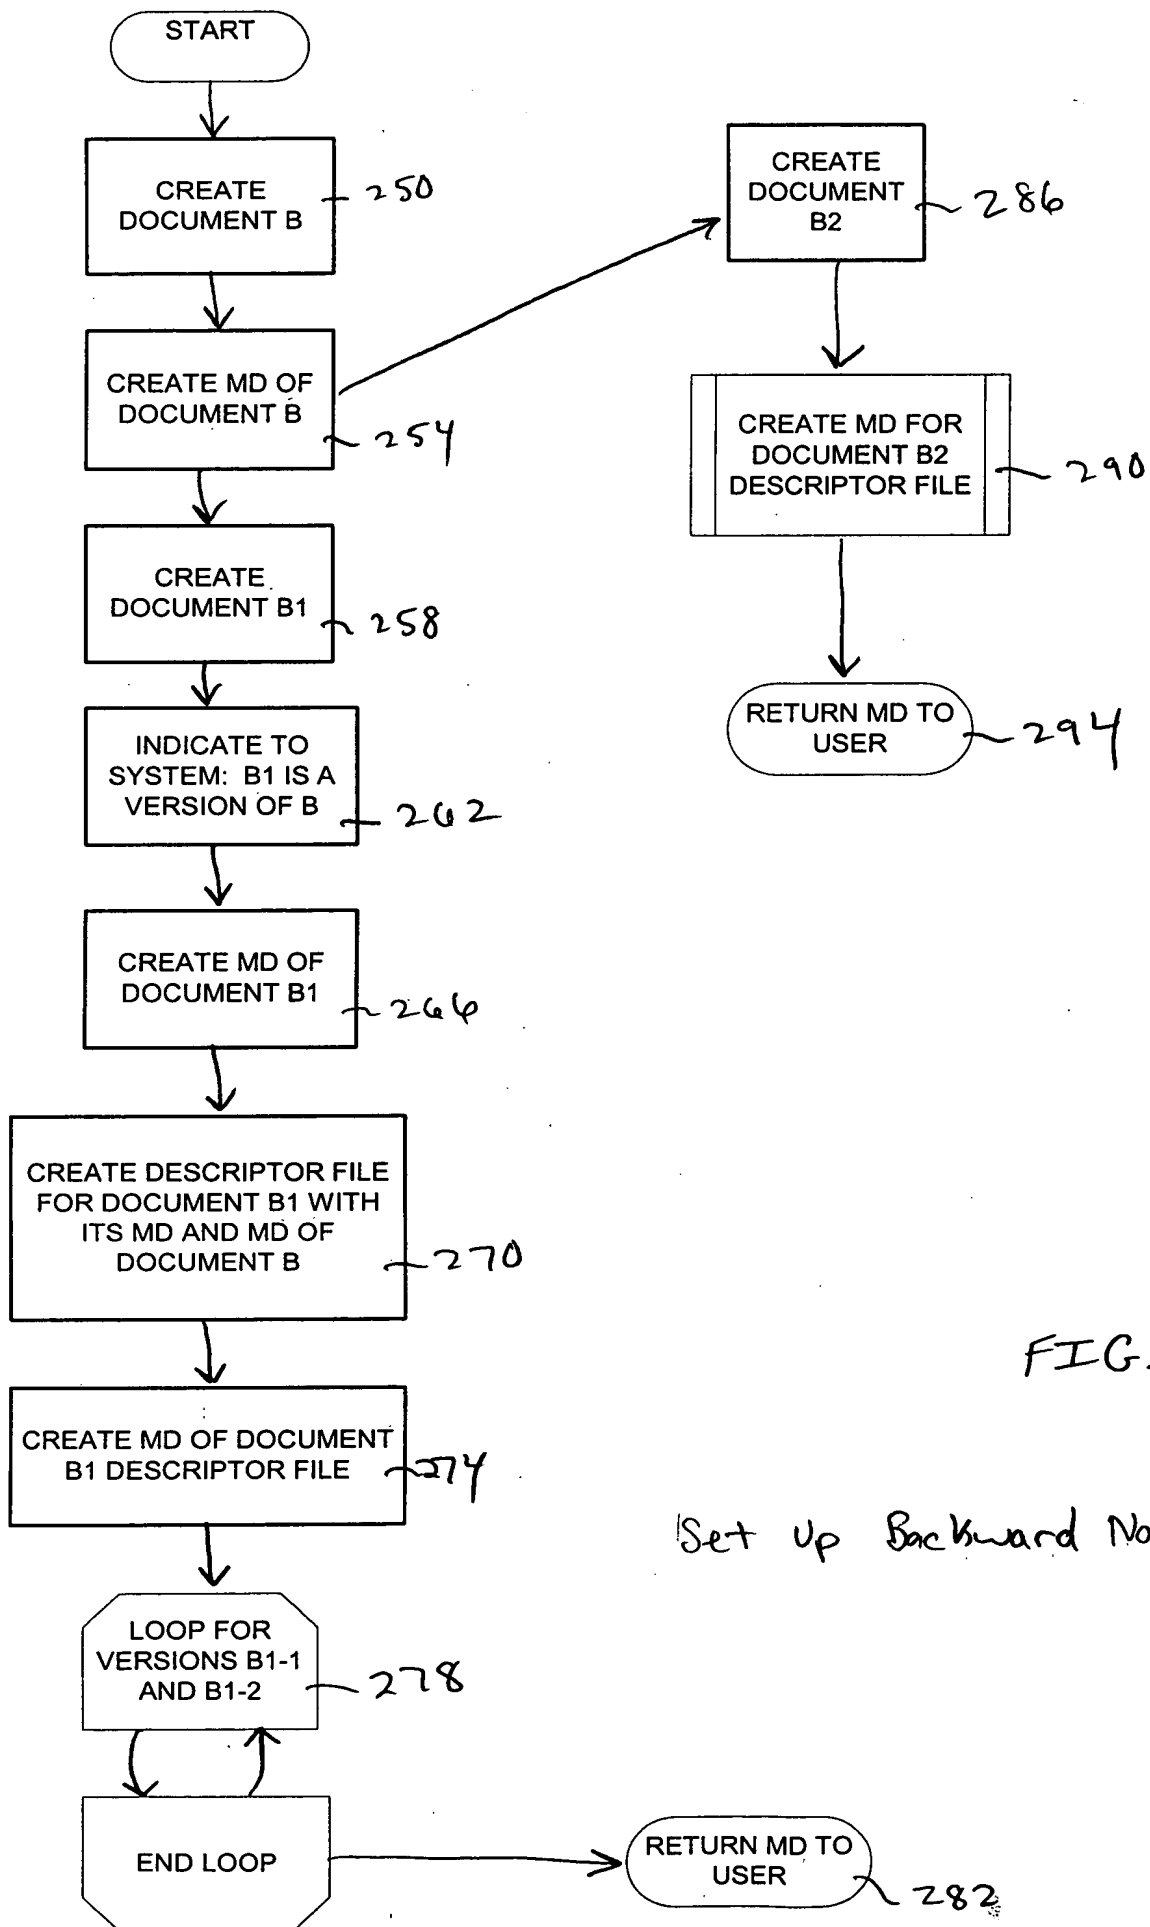 START
CREATE
DOCUMENT B
250
CREATE MD OF
DOCUMENT B
254
CREATE
DOCUMENT B1
258
INDICATE TO
SYSTEM: B1 IS A
VERSION OF B
262
CREATE MD OF
DOCUMENT B1
266
CREATE DESCRIPTOR FILE
FOR DOCUMENT B1 WITH
ITS MD AND MD OF
DOCUMENT B
270
CREATE MD OF DOCUMENT
B1 DESCRIPTOR FILE
274
LOOP FOR
VERSIONS B1-1
AND B1-2
278
END LOOP
RETURN MD TO
USER
282
CREATE
DOCUMENT
B2
286
CREATE MD FOR
DOCUMENT B2
DESCRIPTOR FILE
290
RETURN MD TO
USER
294
FIG.
Set Up Backward